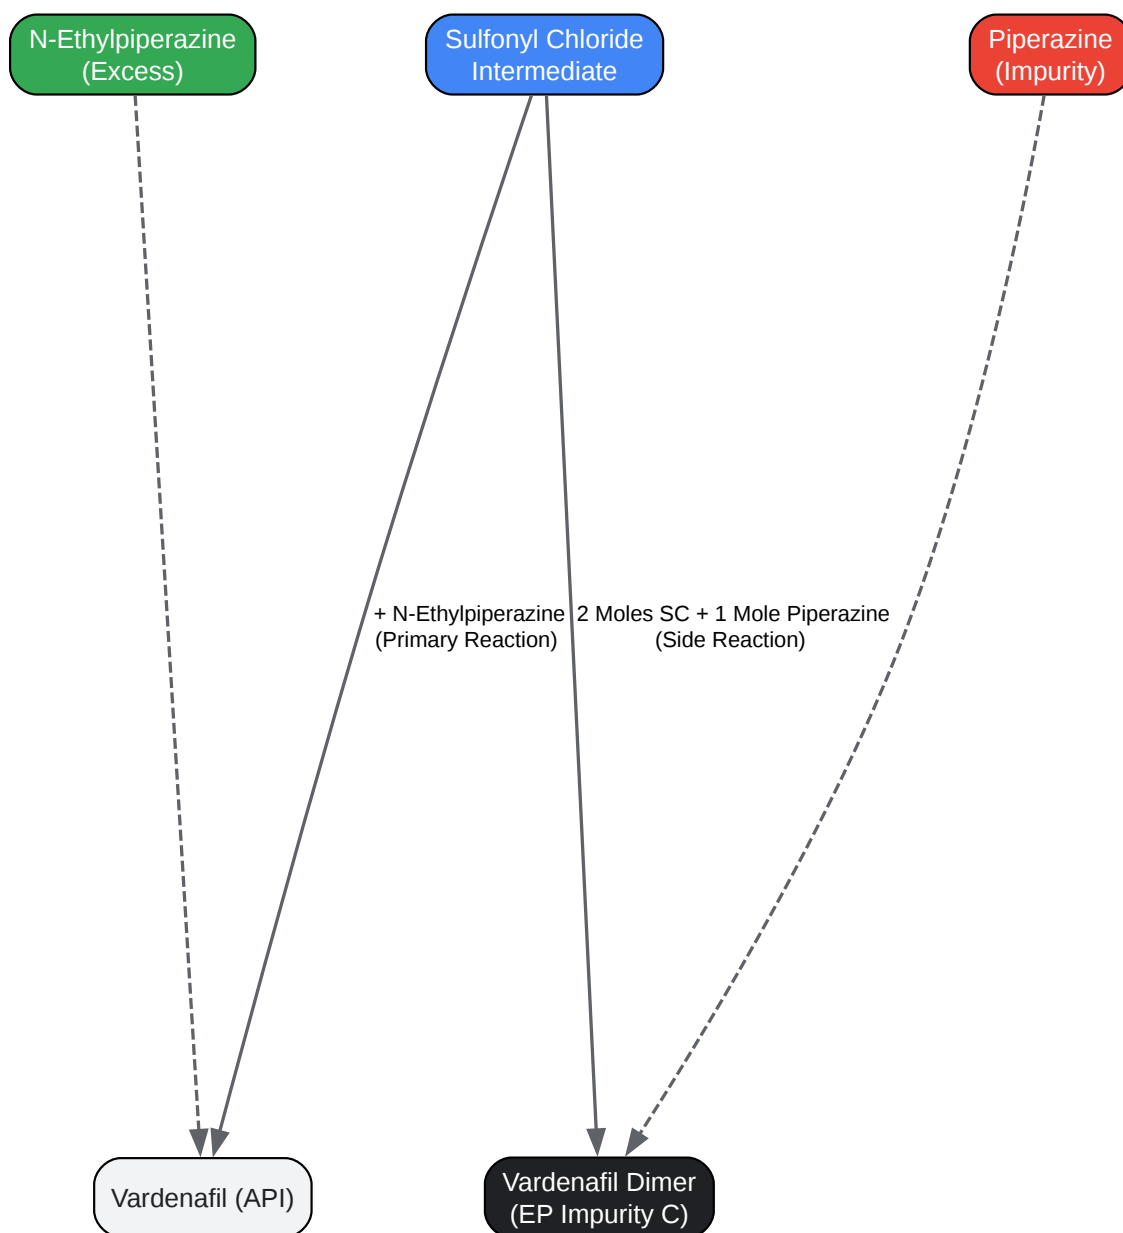 N-Ethylpiperazine
(Excess)
Sulfonyl Chloride
Intermediate
Piperazine
(Impurity)
+ N-Ethylpiperazine
(Primary Reaction)
2 Moles SC + 1 Mole Piperazine
(Side Reaction)
Vardenafil (API)
Vardenafil Dimer
(EP Impurity C)